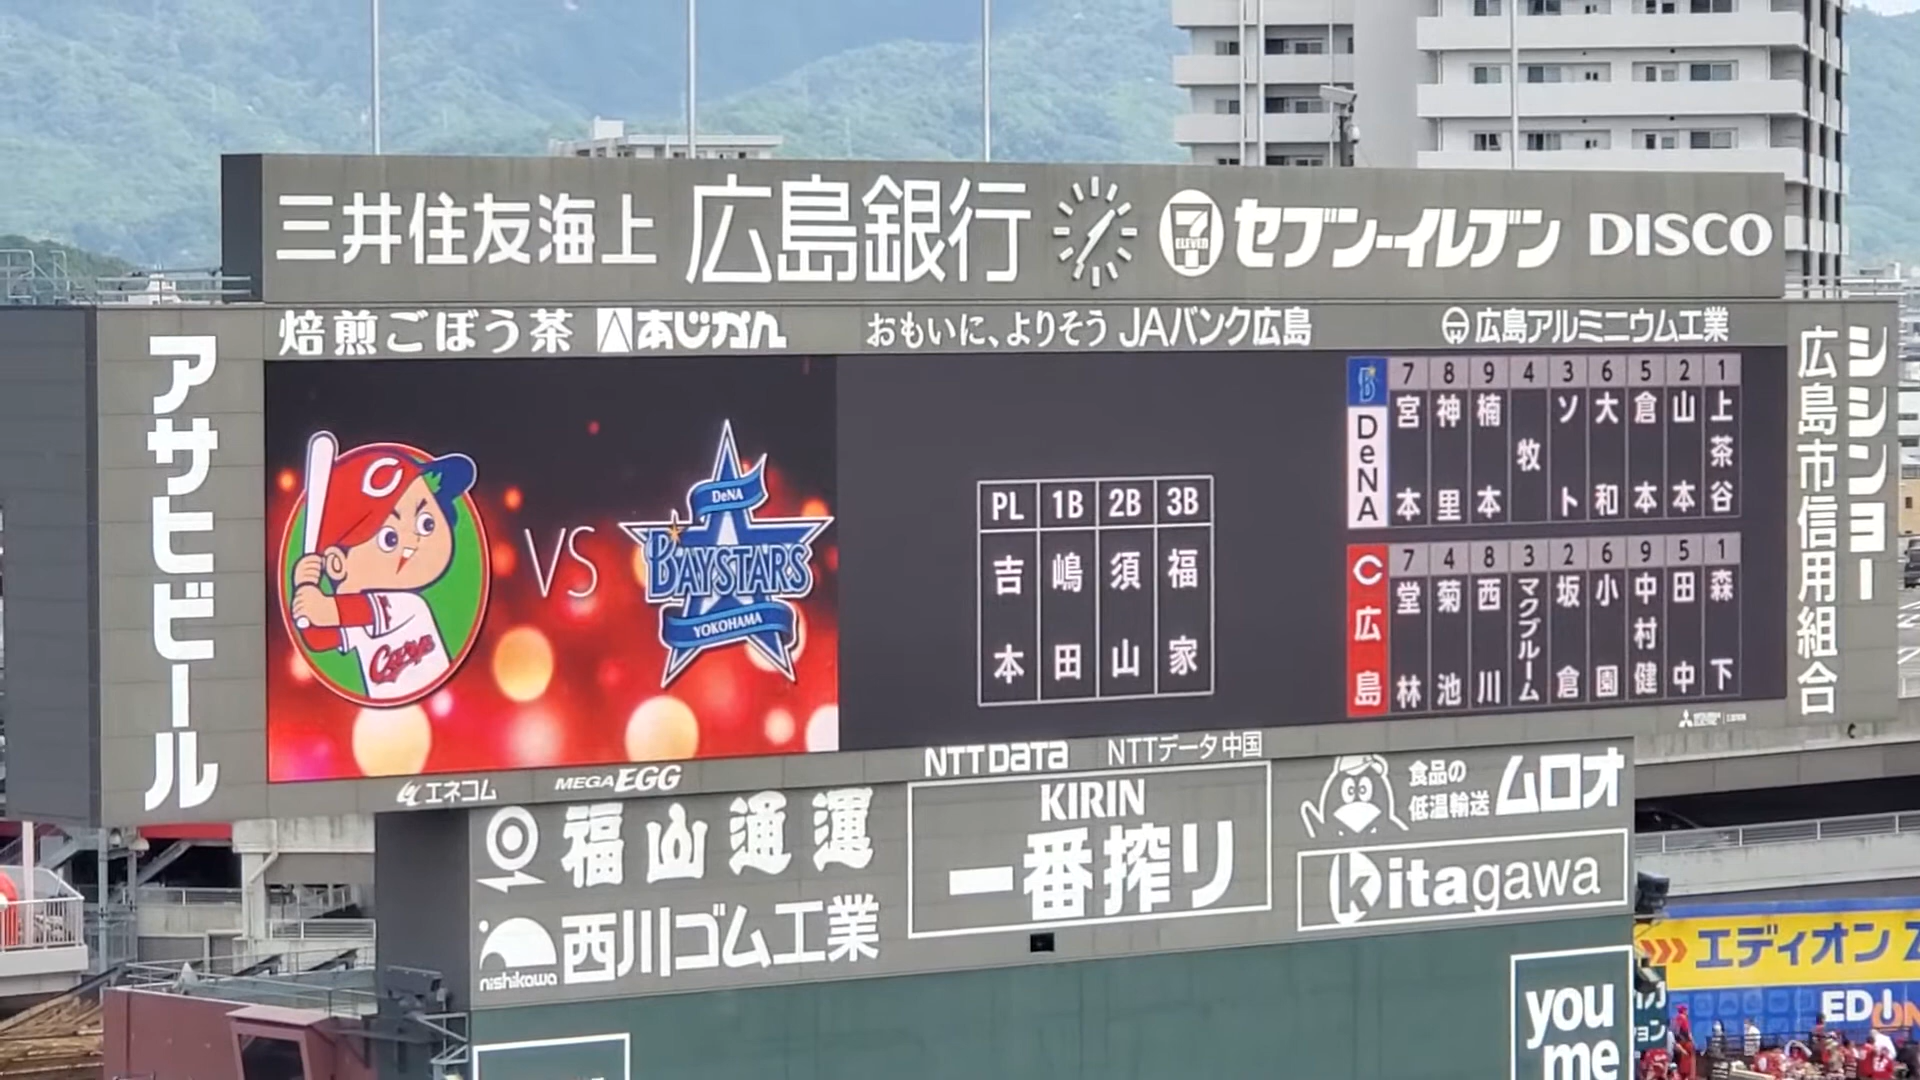 三井住友海上 広島銀行 7 ELEVEN セブン-イレブン DISCO
焙煎ごぼう茶 あじかん おもいに、よりそう JAバンク広島 広島アルミニウム工業
アサヒビール
C
Carp
VS
DeNA
BAYSTARS
YOKOHAMA
PL 1B 2B 3B
吉本 嶋田 須山 福家
B DeNA
7 8 9 4 3 6 5 2 1
宮本 神里 楠本 牧 ソト 大和 倉本 山本 上茶谷
C 広島
7 4 8 3 2 6 9 5 1
堂林 菊池 西川 マクブルーム 坂倉 小園 中村健 田中 森下
シシンヨー
広島市信用組合
エネコム MEGA EGG NTT DATA NTTデータ中国
福山通運
nishikawa 西川ゴム工業
KIRIN
一番搾り
食品の
低温輸送 ムロオ
kitagawa
エディオン
EDI
you
me